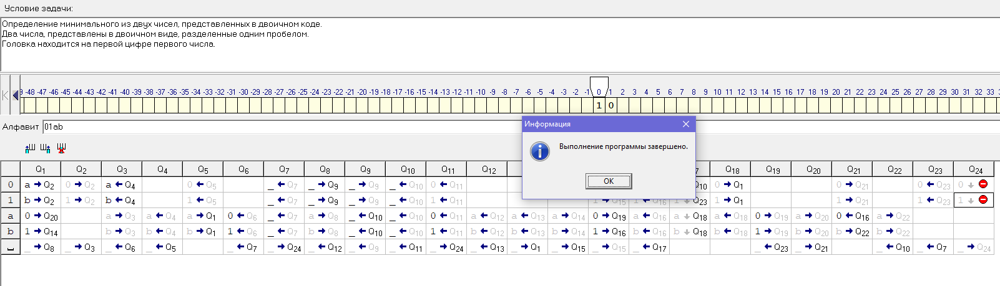 Условие задачи:
Определение минимального из двух чисел, представленных в двоичном коде.
Два числа, представлены в двоичном виде, разделенные одним пробелом.
Головка находится на первой цифре первого числа.
-48 -47 -46 -45 -44 -43 -42 -41 -40 -39 -38 -37 -36 -35 -34 -33 -32 -31 -30 -29 -28 -27 -26 -25 -24 -23 -22 -21 -20 -19 -18 -17 -16 -15 -14 -13 -12 -11 -10 -9 -8 -7 -6 -5 -4 -3 -2 -1 0 1 2 3 4 5 6 7 8 9 10 11 12 13 14 15 16 17 18 19 20 21 22 23 24 25 26 27 28 29 30 31 32 33
1 0
Алфавит 01ab
Информация
Выполнение программы завершено.
OK
Q1 Q2 Q3 Q4 Q5 Q6 Q7 Q8 Q9 Q10 Q11 Q12 7 Q18 Q19 Q20 Q21 Q22 Q23 Q24
0 a → Q2 0 → Q2 a ← Q4 0 ← Q5 _ ← Q7 _ → Q9 _ → Q9 _ ← Q10 0 ← Q11 Q10 0 → Q1 0 → Q21 0 ← Q23 0 ↓
1 b → Q2 1 → Q2 b ← Q4 1 ← Q5 _ ← Q7 _ → Q9 _ → Q9 _ ← Q10 1 ← Q11 1 → Q15 1 ← Q16 1 ← Q23 1 → Q1 1 → Q21 1 ← Q23 1 ↓
a 0 → Q20 a → Q3 a ← Q4 a → Q1 0 ← Q6 _ ← Q7 a → Q8 _ ← Q10 _ ← Q10 0 ← Q11 a ← Q12 a ← Q13 a ← Q14 0 → Q19 a ← Q16 a ↓ Q18 a ← Q18 0 → Q19 a → Q20 0 ← Q16 a ← Q22
b 1 → Q14 b → Q3 b ← Q4 b → Q1 1 ← Q6 _ ← Q7 b → Q8 _ ← Q10 _ ← Q10 1 ← Q11 b ← Q12 b ← Q13 b ← Q14 1 → Q16 b ← Q16 b ↓ Q18 b ← Q18 1 → Q19 b → Q20 b ← Q22 b ← Q22
_ → Q8 _ → Q3 _ ← Q6 _ ← Q5 _ ← Q7 _ → Q24 _ ← Q12 _ ← Q9 _ ← Q11 _ → Q24 _ ← Q13 _ → Q1 _ → Q15 _ → Q15 _ ← Q17 _ ← Q23 _ → Q21 _ ← Q10 _ ← Q7 _ → Q24